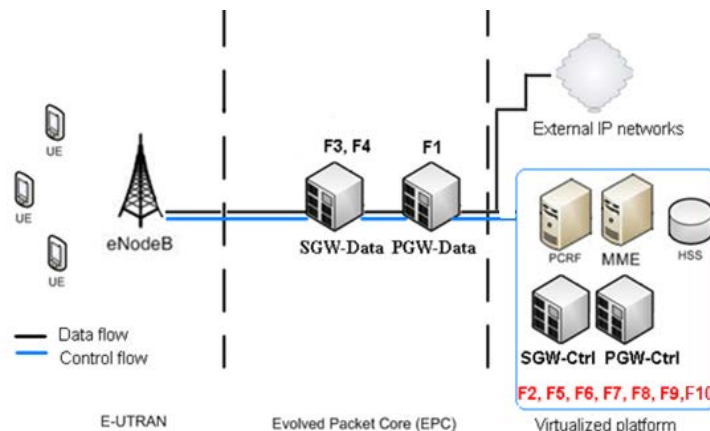 F3, F4
F1
External IP networks
UE
UE
UE
eNodeB
SGW-Data
PGW-Data
PCRF
MME
HSS
SGW-Ctrl
PGW-Ctrl
Data flow
Control flow
F2, F5, F6, F7, F8, F9,F10
E-UTRAN
Evolved Packet Core (EPC)
Virtualized platform